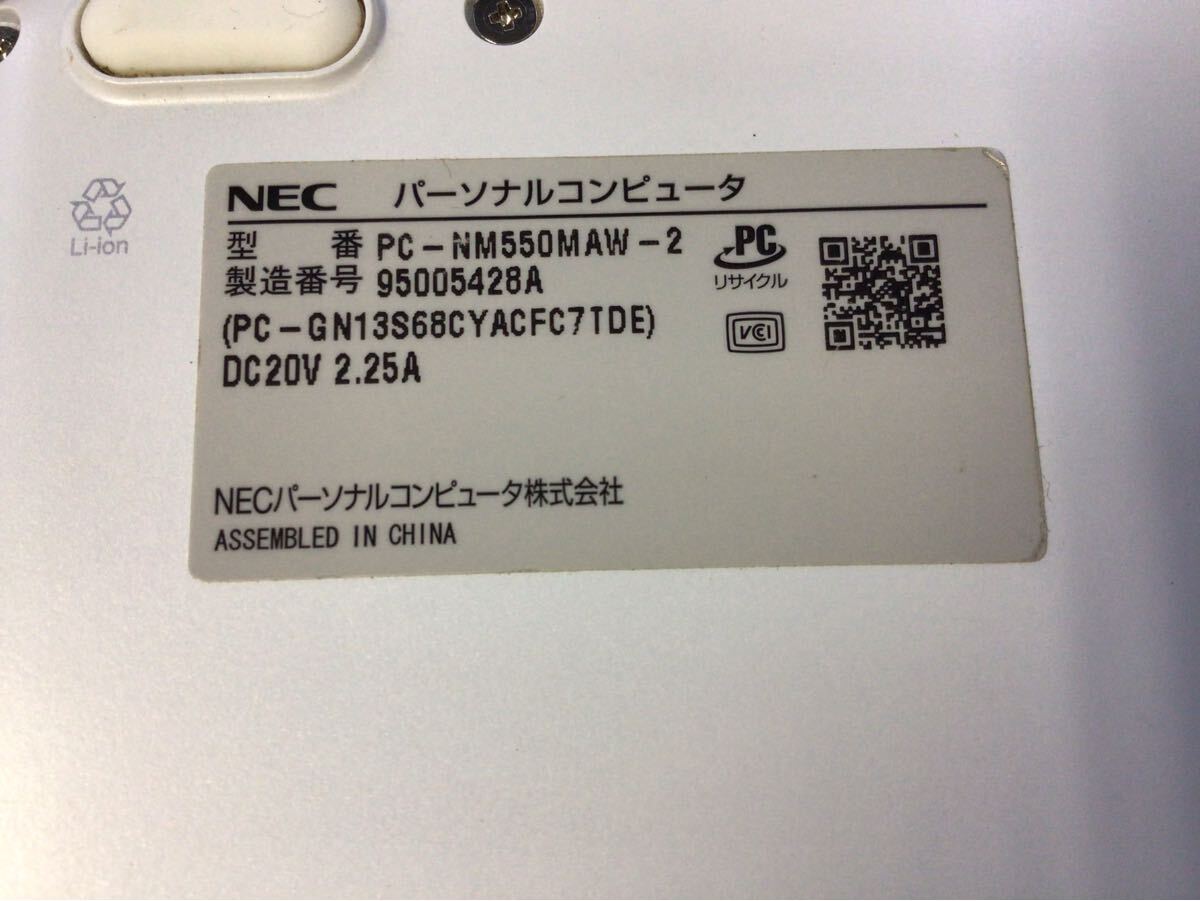 NEC パーソナルコンピュータ
型 番 PC-NM550MAW-2
製造番号 95005428A
(PC-GN13S68CYACFC7TDE)
DC20V 2.25A
PC
リサイクル
VCCI
NECパーソナルコンピュータ株式会社
ASSEMBLED IN CHINA
Li-ion